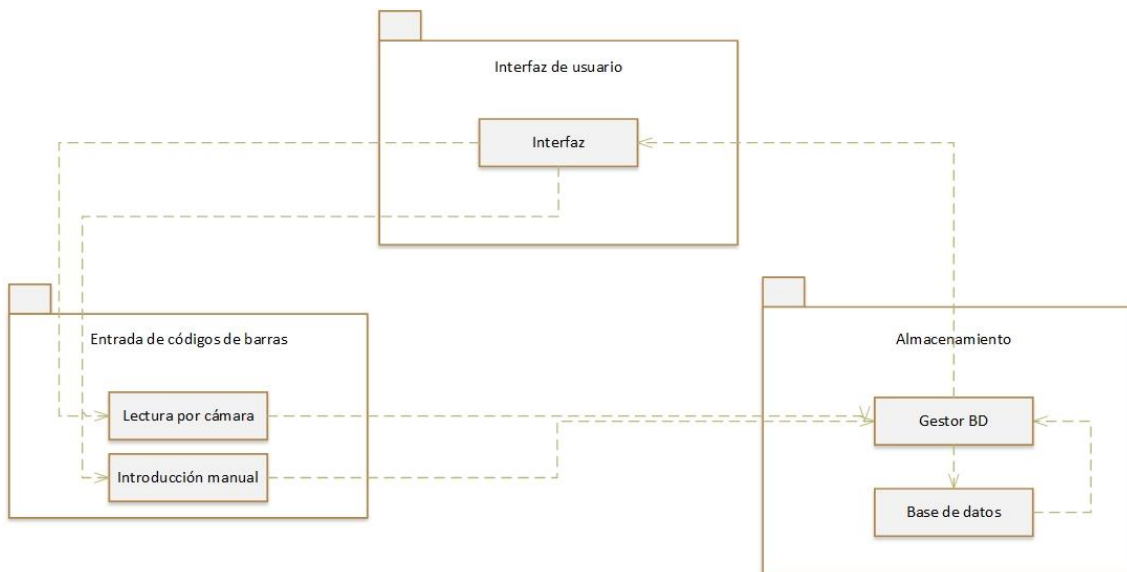 Interfaz de usuario
Interfaz
Entrada de códigos de barras
Lectura por cámara
Introducción manual
Almacenamiento
Gestor BD
Base de datos